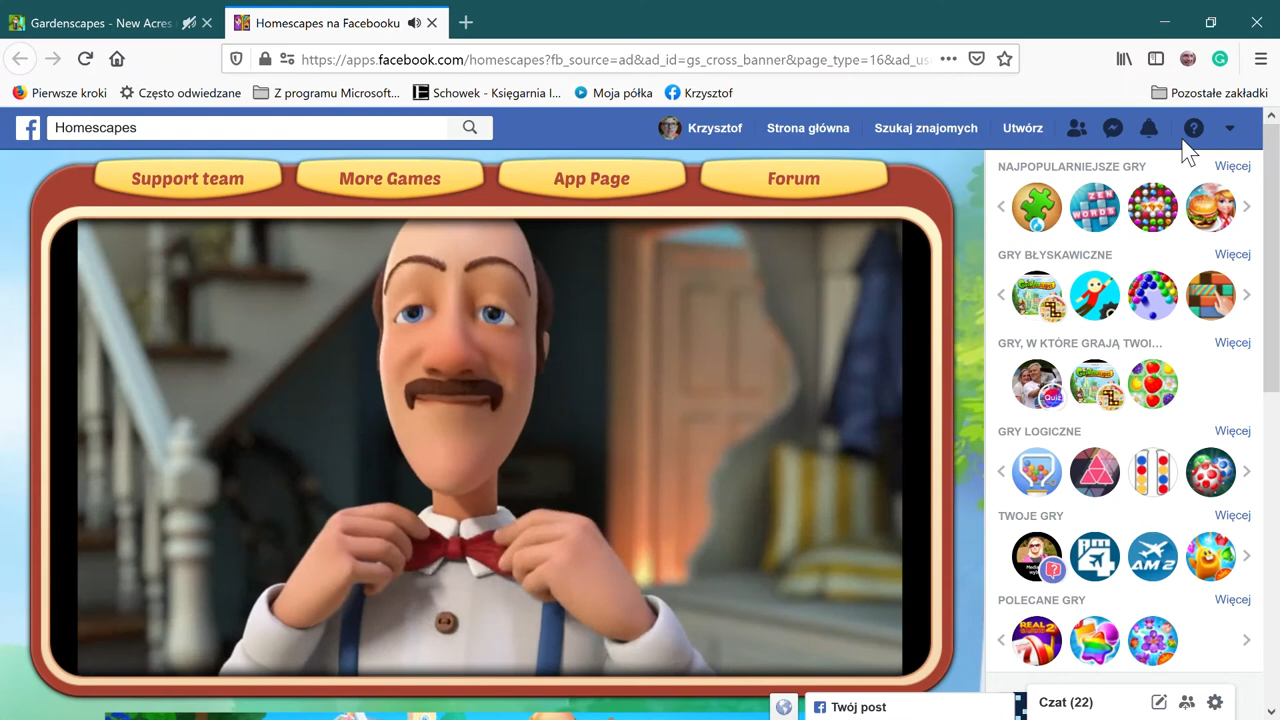 Gardenscapes - New Acres
Homescapes na Facebooku
https://apps.facebook.com/homescapes?fb_source=ad&ad_id=gs_cross_banner&page_type=16&ad_us
Pierwsze kroki
Często odwiedzane
Z programu Microsoft...
Schowek - Księgarnia I...
Moja półka
Krzysztof
Pozostałe zakładki
Homescapes
Krzysztof
Strona główna
Szukaj znajomych
Utwórz
Support team
More Games
App Page
Forum
NAJPOPULARNIEJSZE GRY
Więcej
ZEN
WORDS
GRY BŁYSKAWICZNE
Więcej
GRY, W KTÓRE GRAJĄ TWOI...
Więcej
Quiz
GRY LOGICZNE
Więcej
TWOJE GRY
Więcej
AM 2
POLECANE GRY
Więcej
REAL
2
Twój post
Czat (22)